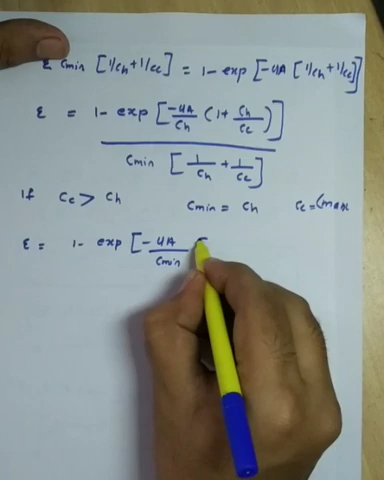 ε Cmin [1/Ch + 1/Cc] = 1 - exp [-UA [1/Ch + 1/Cc]]
ε = 1 - exp [-UA/Ch (1 + Ch/Cc)] / Cmin [1/Ch + 1/Cc]
If Cc > Ch Cmin = Ch Cc = Cmax
ε = 1 - exp [-UA/Cmin